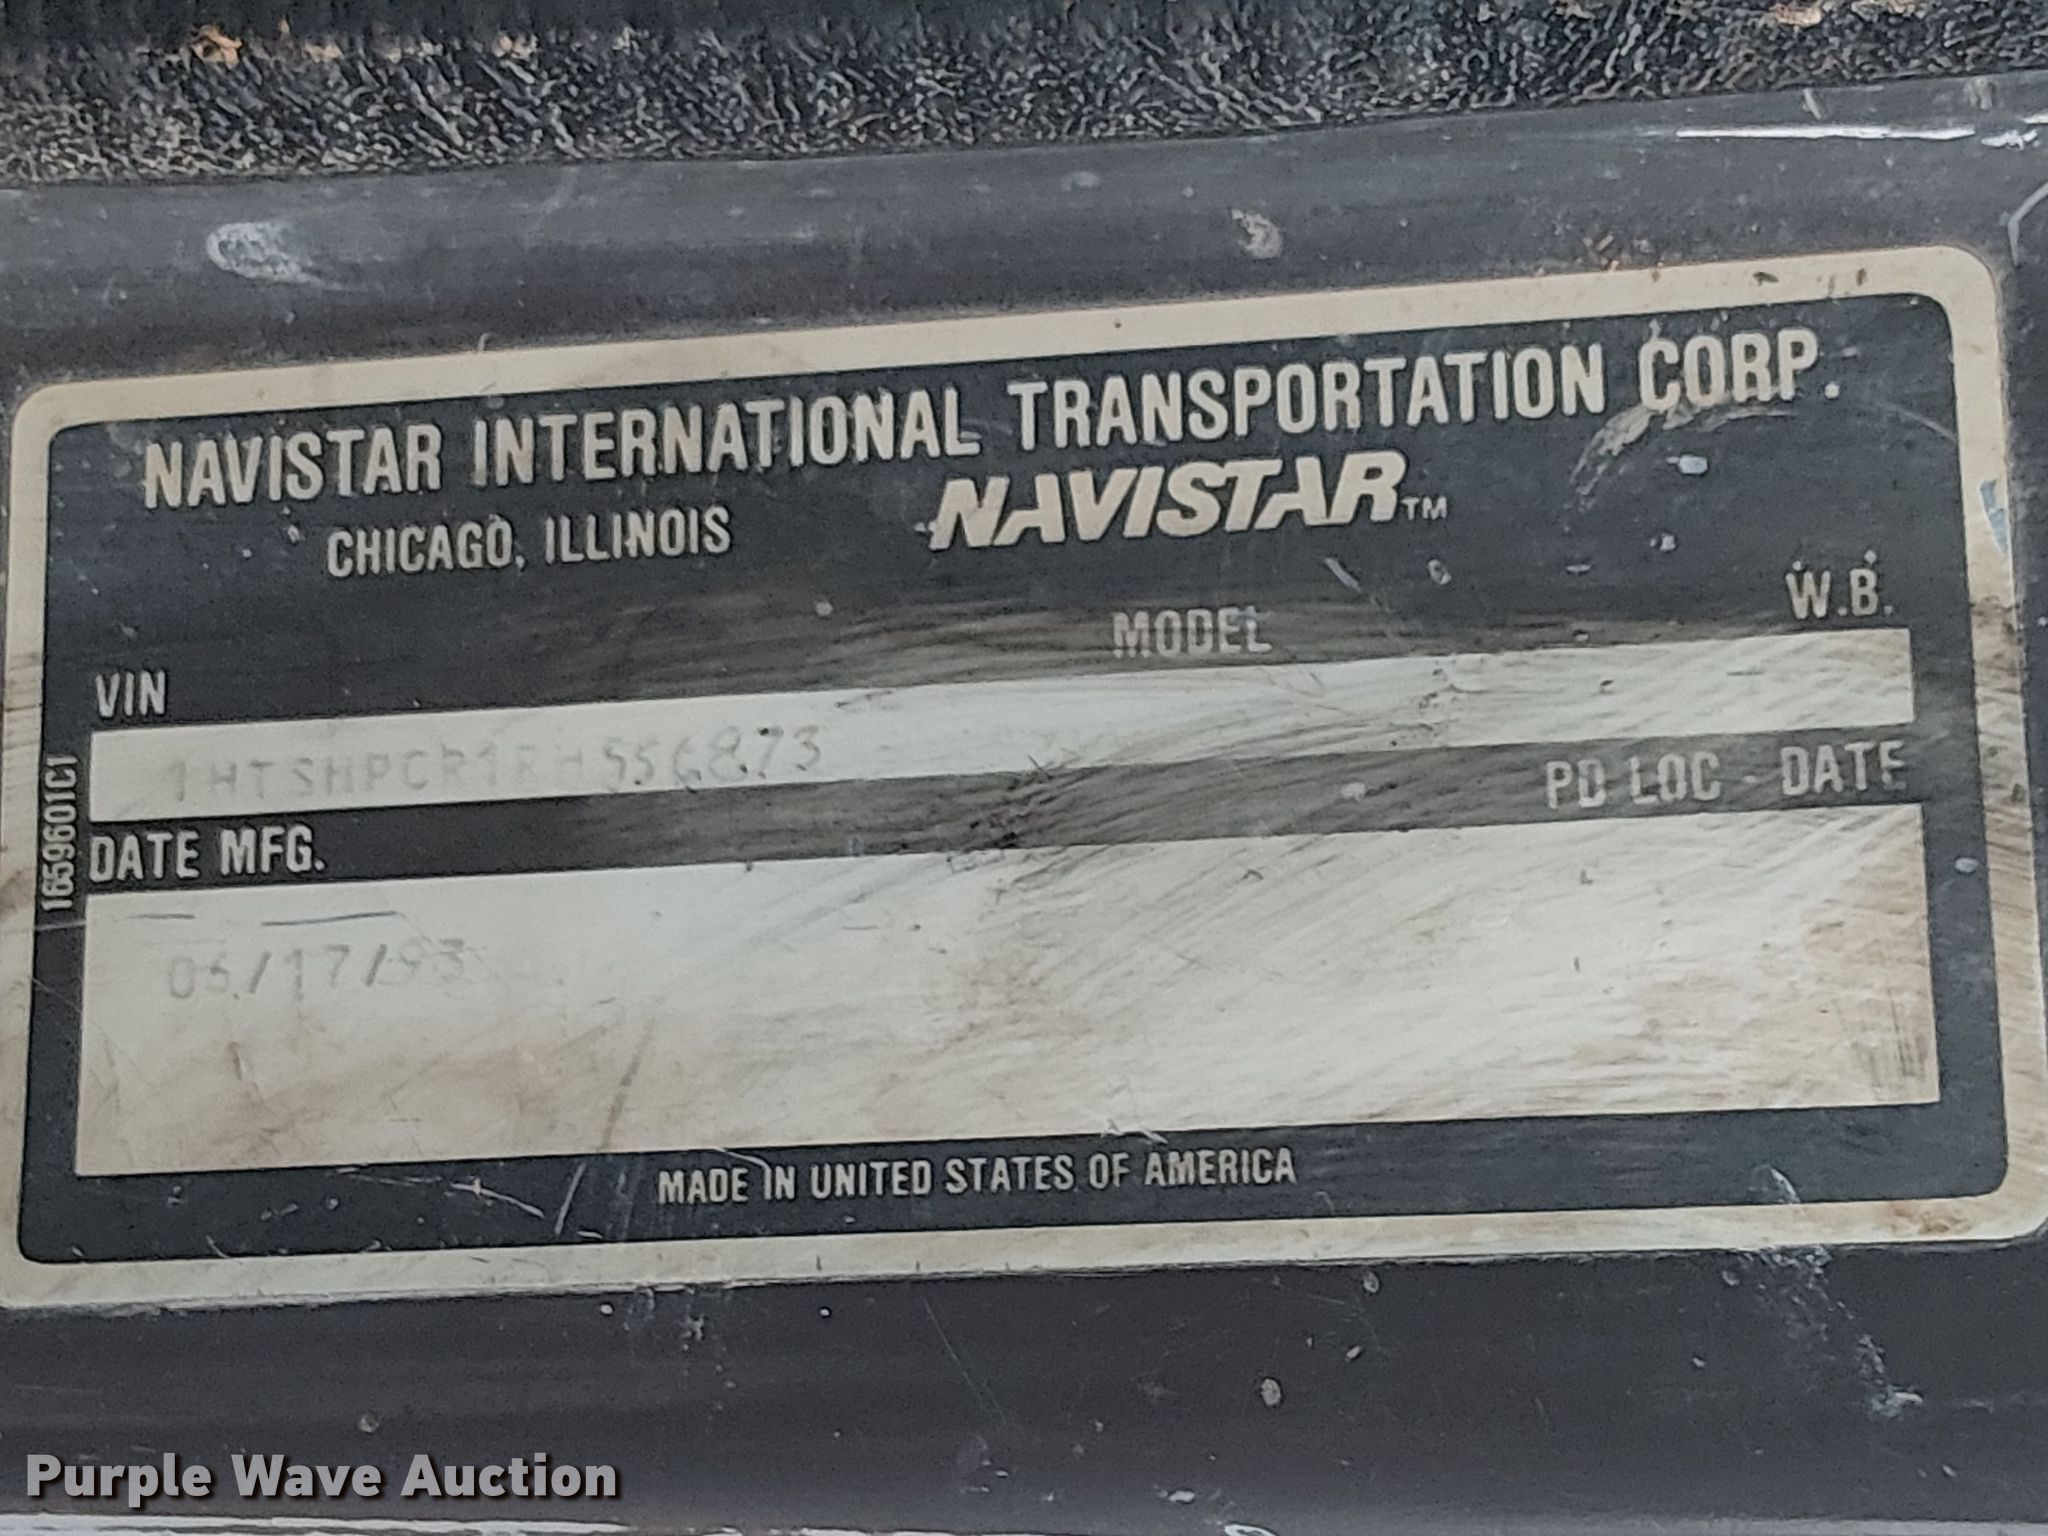 NAVISTAR INTERNATIONAL TRANSPORTATION CORP.
CHICAGO, ILLINOIS NAVISTAR™
VIN MODEL W.B.
1HTSHPCR1RH556873
DATE MFG. PD LOC - DATE
1659601C1
MADE IN UNITED STATES OF AMERICA
Purple Wave Auction